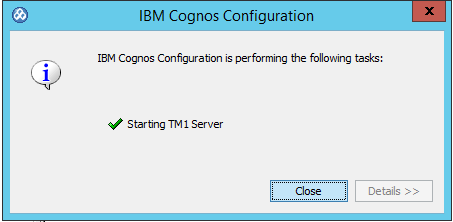 IBM Cognos Configuration
x
IBM Cognos Configuration is performing the following tasks:
i
Starting TM1 Server
Close
Details >>